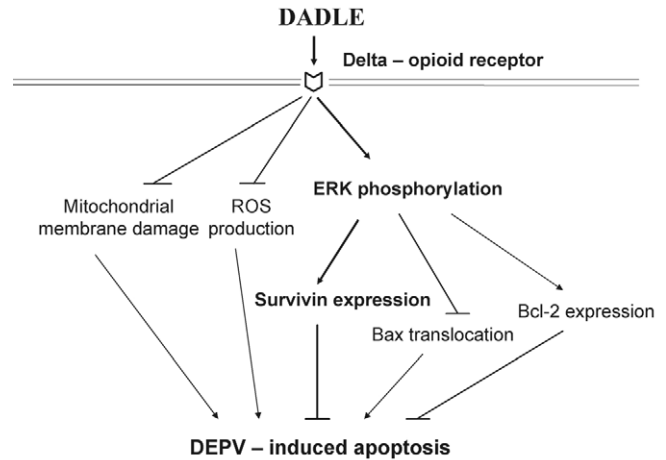 DADLE
Delta – opioid receptor
ERK phosphorylation
Mitochondrial
membrane damage
ROS
production
Survivin expression
Bax translocation
Bcl-2 expression
DEPV – induced apoptosis